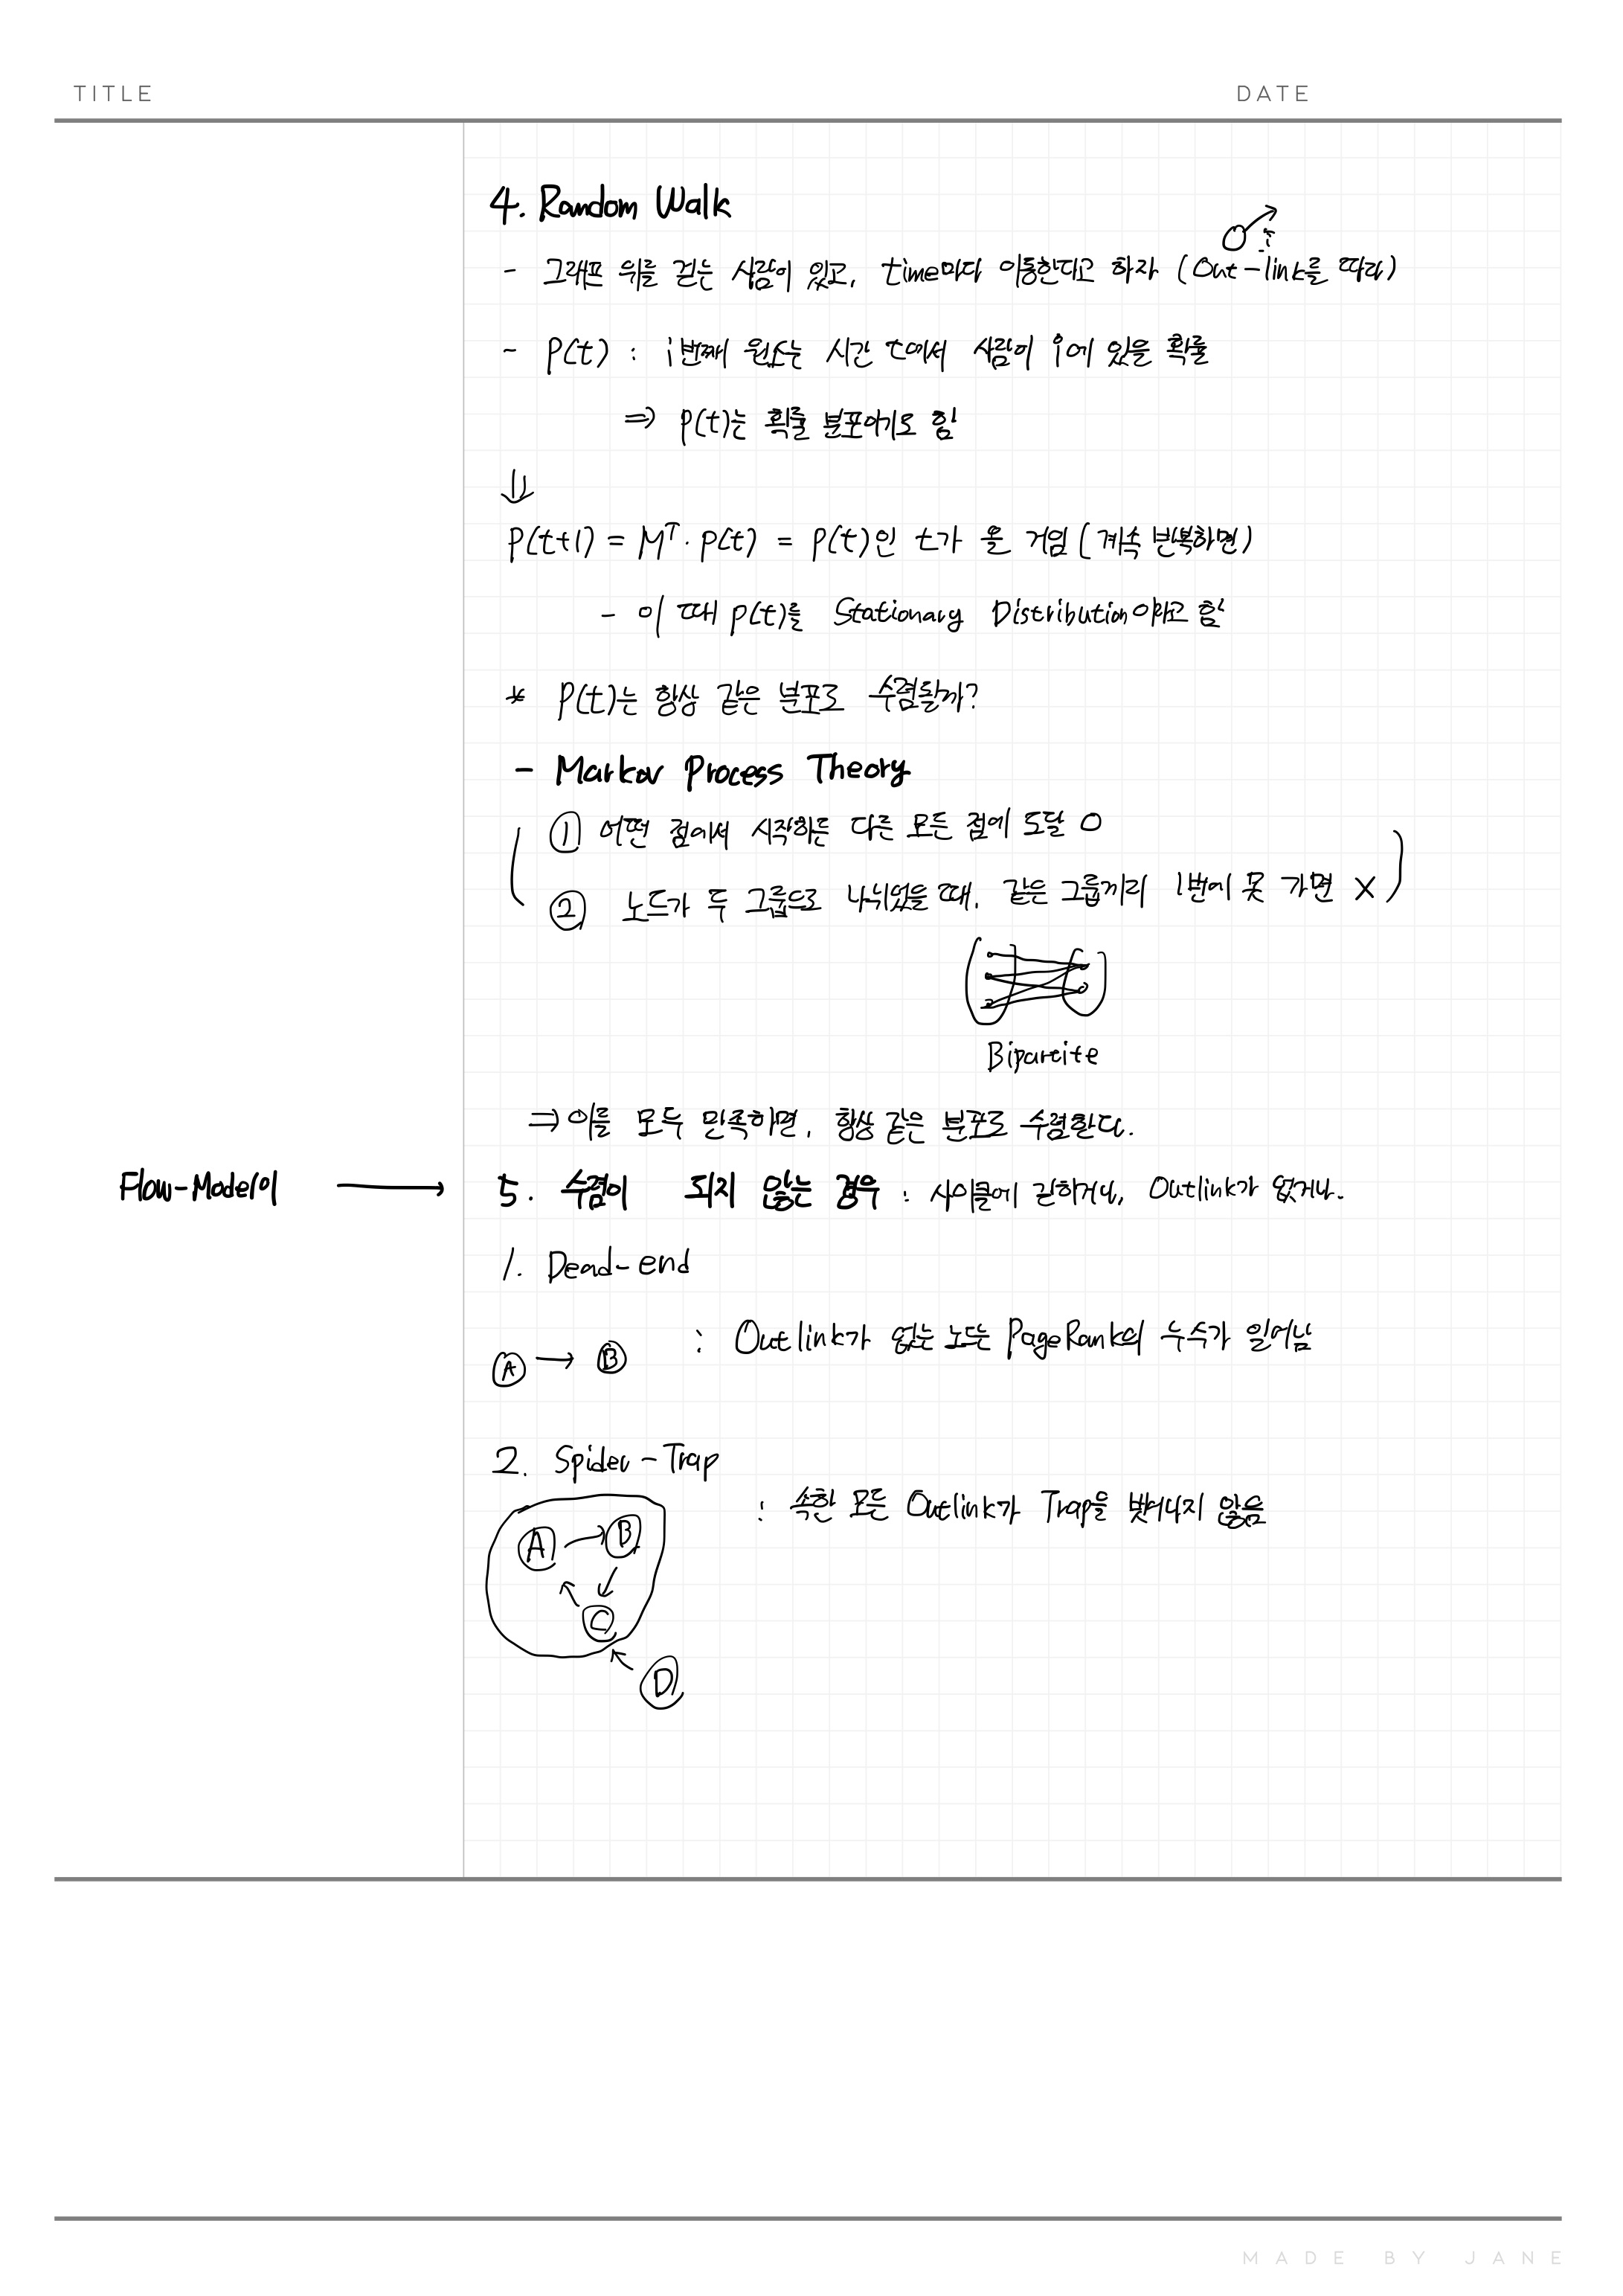 TITLE DATE
4. Random Walk
- 그래프 위를 걷는 사람이 있고, time마다 이동한다고 하자 (Out-link를 따라)
- P(t) : i번째 원소는 시간 t에서 사람이 i에 있을 확률
⇒ P(t)는 확률 분포이기도 함
⇓
P(t+1) = Mᵀ · P(t) = P(t)인 t가 올 거임 (계속 반복하면)
- 이 때 P(t)를 Stationary Distribution이라고 함
* P(t)는 항상 같은 분포로 수렴할까?
- Markov Process Theory
① 어떤 점에서 시작하든 다른 모든 점에 도달 O
② 노드가 두 그룹으로 나뉘었을 때, 같은 그룹끼리 1번에 못 가면 X
Bipartite
⇒ 이를 모두 만족하면, 항상 같은 분포로 수렴한다.
Flow-Model이 → 5. 수렴이 되지 않는 경우 : 사이클에 갇하거나, Outlink가 없거나.
1. Dead-end
A → B : Outlink가 없는 노드는 PageRank의 누수가 일어남
2. Spider-Trap
: 속한 모든 Outlink가 Trap을 벗어나지 않음
A B
C
D
MADE BY JANE